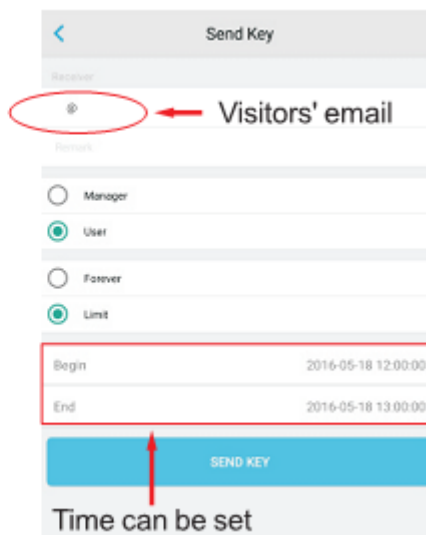 Send Key
Receiver
@
Visitors' email
Remark
Manager
User
Forever
Limit
Begin 2016-05-18 12:00:00
End 2016-05-18 13:00:00
SEND KEY
Time can be set